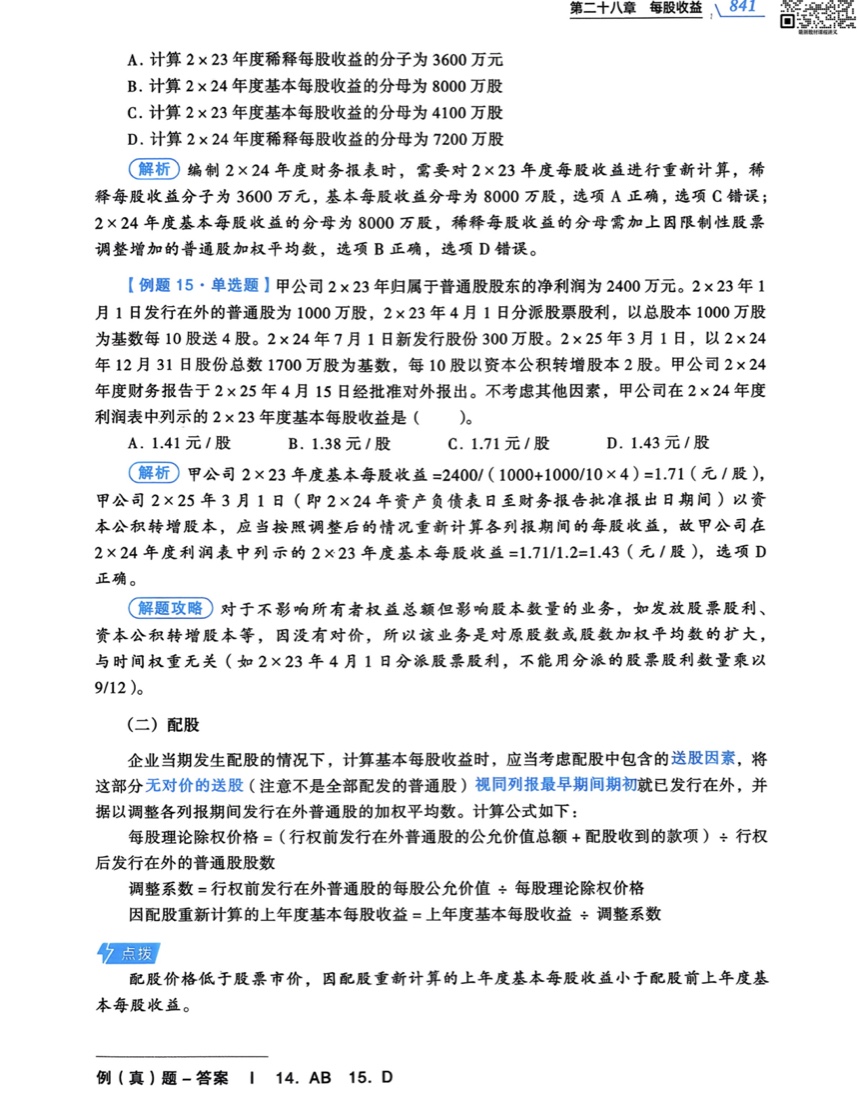 第二十八章 每股收益 841
A. 计算 2×23 年度稀释每股收益的分子为 3600 万元
B. 计算 2×24 年度基本每股收益的分母为 8000 万股
C. 计算 2×23 年度基本每股收益的分母为 4100 万股
D. 计算 2×24 年度稀释每股收益的分母为 7200 万股
解析 编制 2×24 年度财务报表时，需要对 2×23 年度每股收益进行重新计算，稀
释每股收益分子为 3600 万元，基本每股收益分母为 8000 万股，选项 A 正确，选项 C 错误；
2×24 年度基本每股收益的分母为 8000 万股，稀释每股收益的分母需加上因限制性股票
调整增加的普通股加权平均数，选项 B 正确，选项 D 错误。
【例题 15·单选题】甲公司 2×23 年归属于普通股股东的净利润为 2400 万元。2×23 年 1
月 1 日发行在外的普通股为 1000 万股，2×23 年 4 月 1 日分派股票股利，以总股本 1000 万股
为基数每 10 股送 4 股。2×24 年 7 月 1 日新发行股份 300 万股。2×25 年 3 月 1 日，以 2×24
年 12 月 31 日股份总数 1700 万股为基数，每 10 股以资本公积转增股本 2 股。甲公司 2×24
年度财务报告于 2×25 年 4 月 15 日经批准对外报出。不考虑其他因素，甲公司在 2×24 年度
利润表中列示的 2×23 年度基本每股收益是（　　）。
A. 1.41 元 / 股 B. 1.38 元 / 股 C. 1.71 元 / 股 D. 1.43 元 / 股
解析 甲公司 2×23 年度基本每股收益 =2400/（1000+1000/10×4）=1.71（元 / 股），
甲公司 2×25 年 3 月 1 日（即 2×24 年资产负债表日至财务报告批准报出日期间）以资
本公积转增股本，应当按照调整后的情况重新计算各列报期间的每股收益，故甲公司在
2×24 年度利润表中列示的 2×23 年度基本每股收益 =1.71/1.2=1.43（元 / 股），选项 D
正确。
解题攻略 对于不影响所有者权益总额但影响股本数量的业务，如发放股票股利、
资本公积转增股本等，因没有对价，所以该业务是对原股数或股数加权平均数的扩大，
与时间权重无关（如 2×23 年 4 月 1 日分派股票股利，不能用分派的股票股利数量乘以
9/12）。
（二）配股
企业当期发生配股的情况下，计算基本每股收益时，应当考虑配股中包含的送股因素，将
这部分无对价的送股（注意不是全部配发的普通股）视同列报最早期间期初就已发行在外，并
据以调整各列报期间发行在外普通股的加权平均数。计算公式如下：
每股理论除权价格 =（行权前发行在外普通股的公允价值总额 + 配股收到的款项）÷ 行权
后发行在外的普通股股数
调整系数 = 行权前发行在外普通股的每股公允价值 ÷ 每股理论除权价格
因配股重新计算的上年度基本每股收益 = 上年度基本每股收益 ÷ 调整系数
点拨
配股价格低于股票市价，因配股重新计算的上年度基本每股收益小于配股前上年度基
本每股收益。
例（真）题 – 答案 | 14. AB 15. D